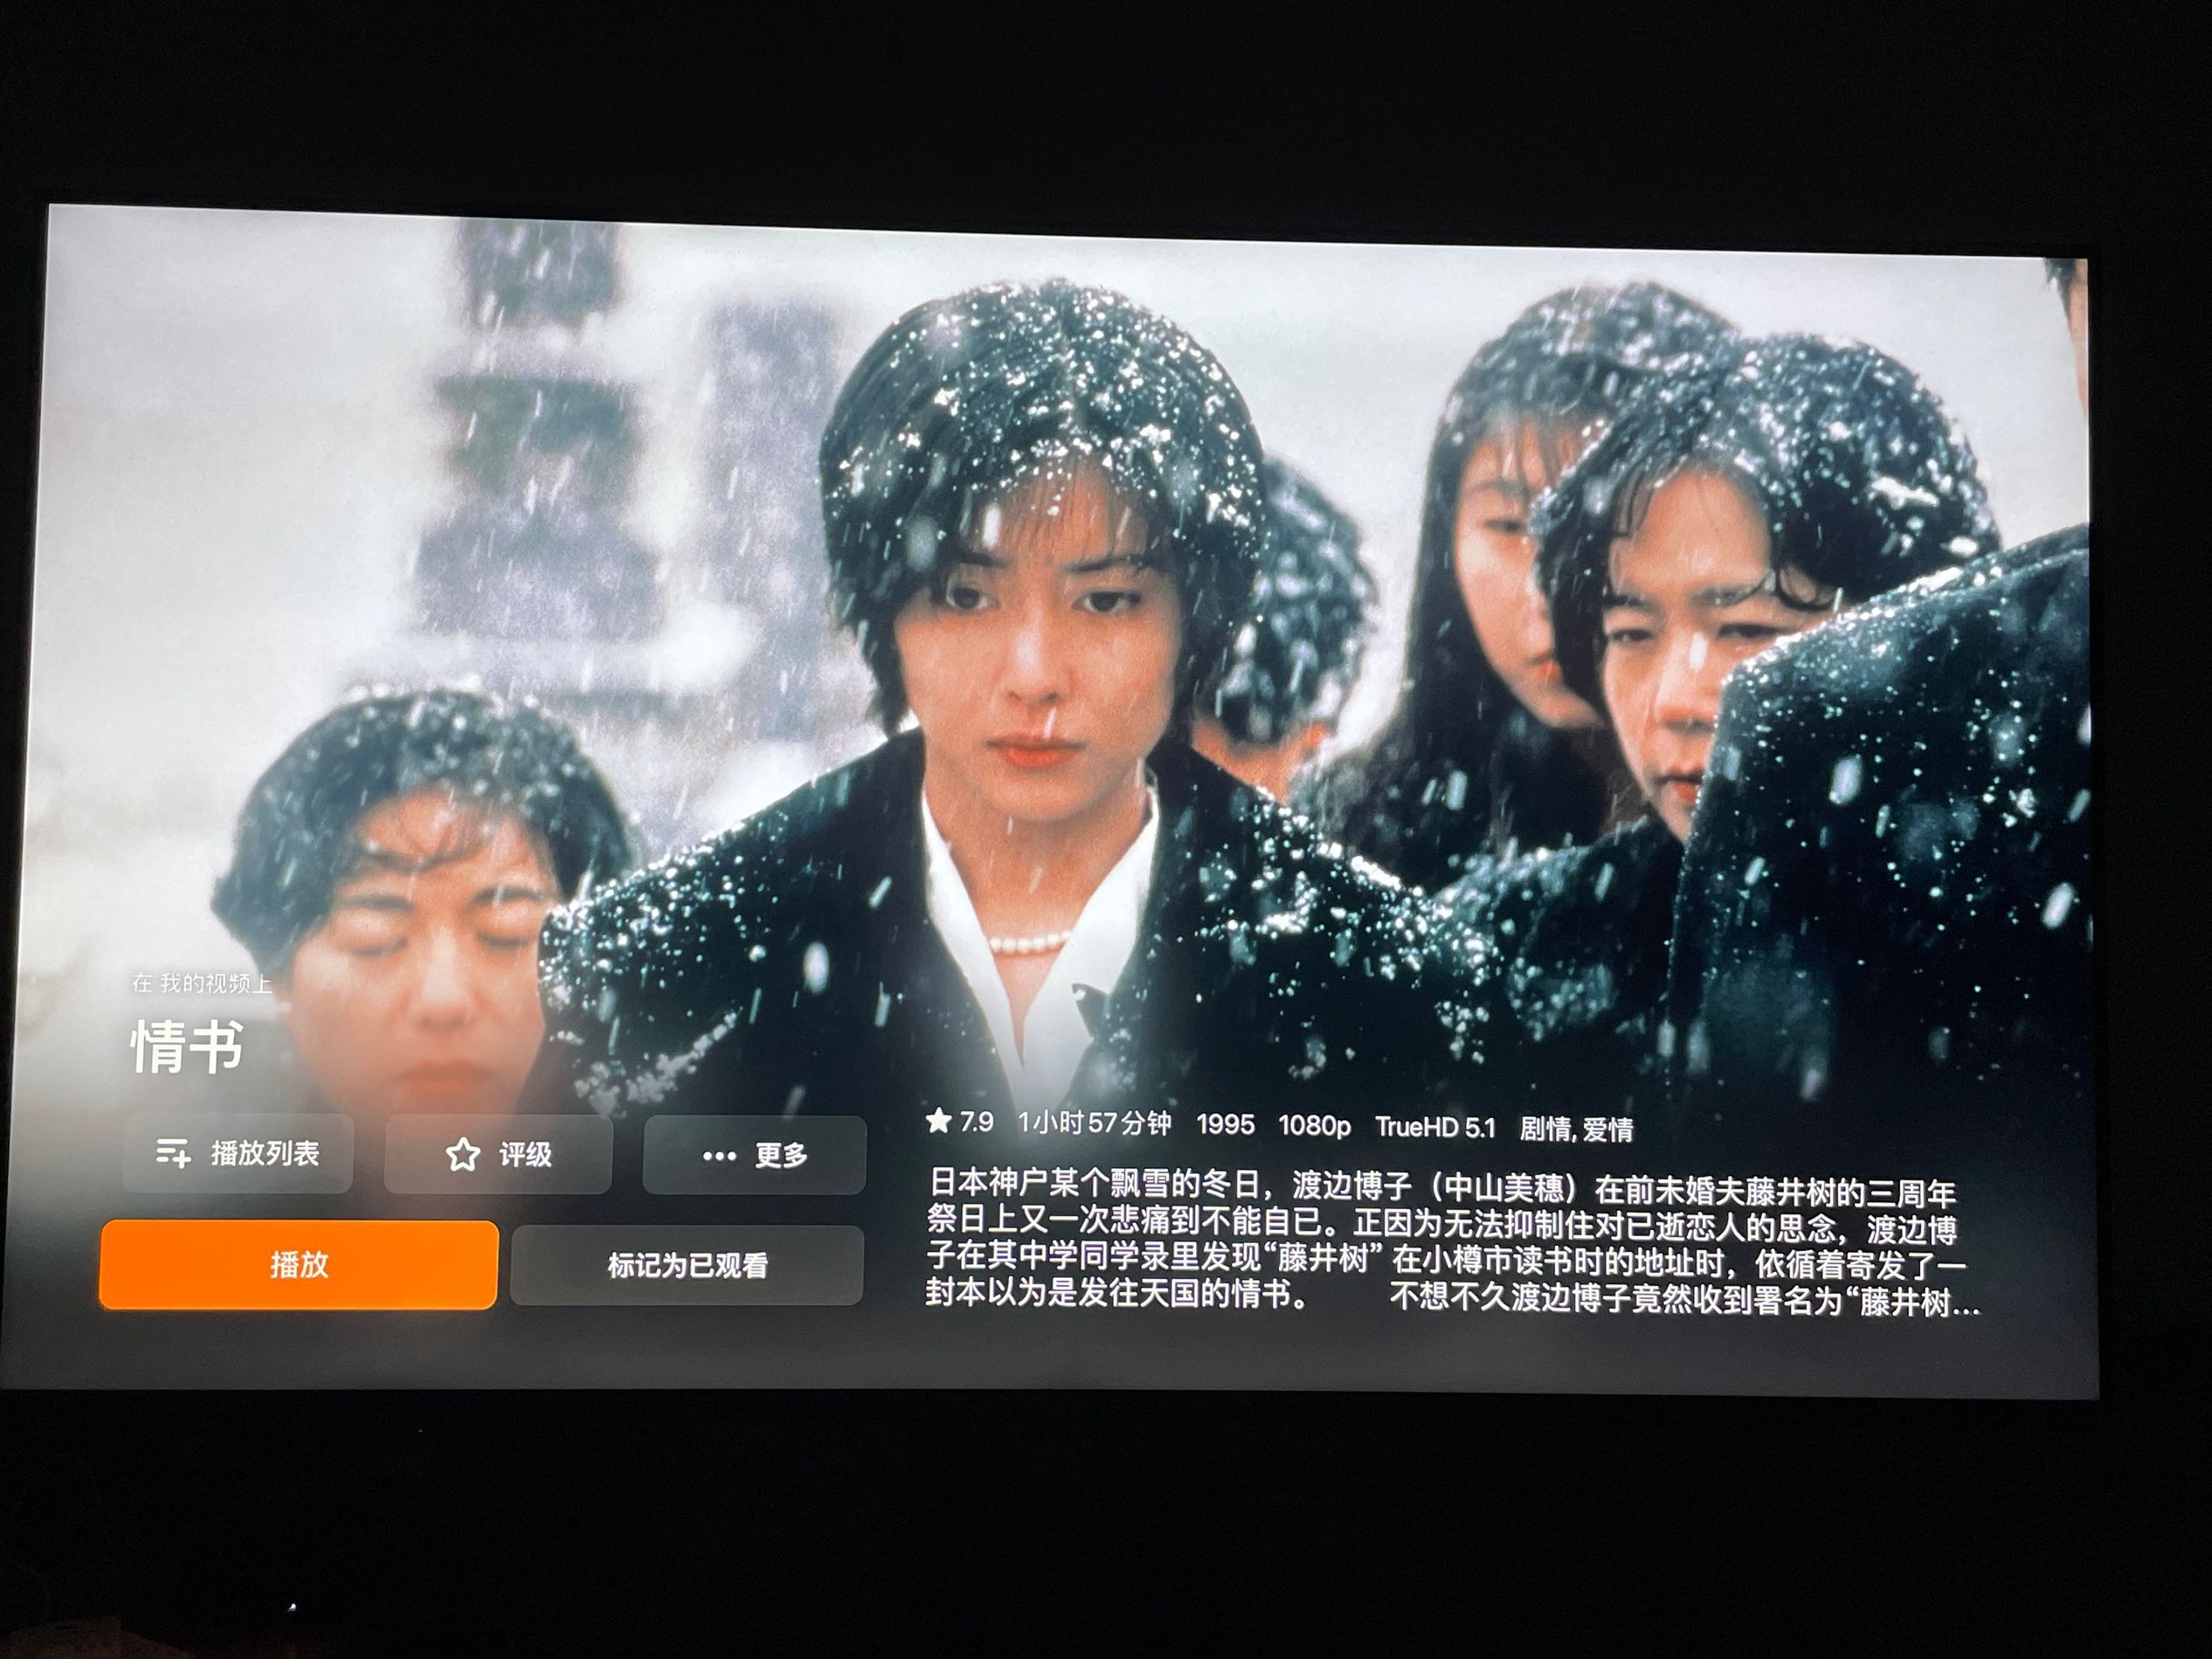 在 我的视频上
情书
播放列表
评级
更多
播放
标记为已观看
7.9 1小时57分钟 1995 1080p TrueHD 5.1 剧情, 爱情
日本神户某个飘雪的冬日，渡边博子（中山美穗）在前未婚夫藤井树的三周年
祭日上又一次悲痛到不能自已。正因为无法抑制住对已逝恋人的思念，渡边博
子在其中学同学录里发现“藤井树” 在小樽市读书时的地址时，依循着寄发了一
封本以为是发往天国的情书。 不想不久渡边博子竟然收到署名为“藤井树...